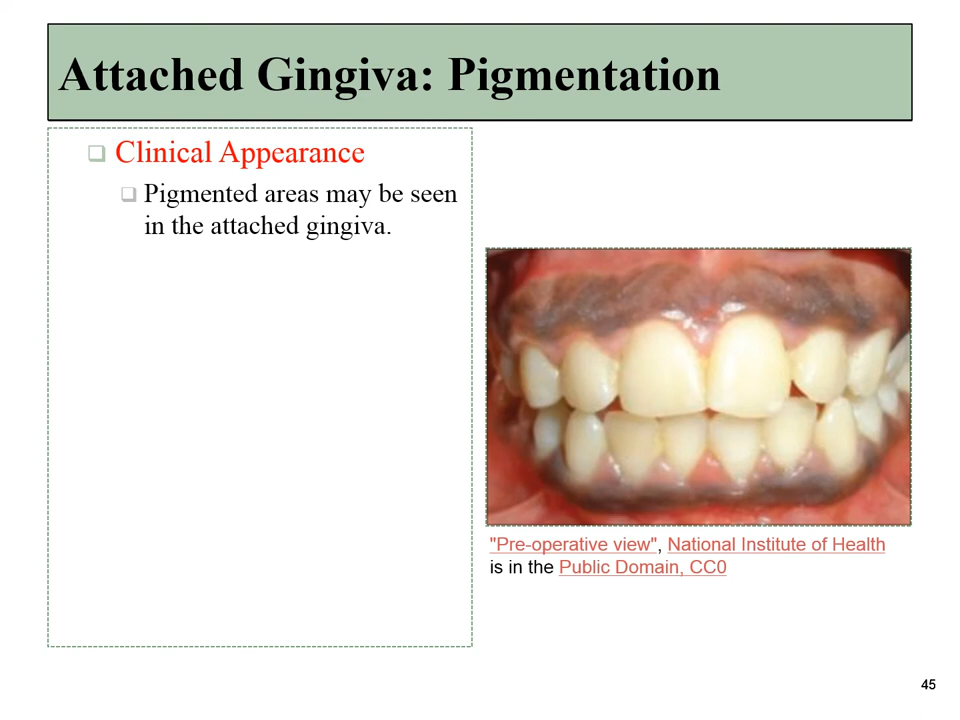 Attached Gingiva: Pigmentation
Clinical Appearance
Pigmented areas may be seen
in the attached gingiva.
"Pre-operative view", National Institute of Health
is in the Public Domain, CC0
45